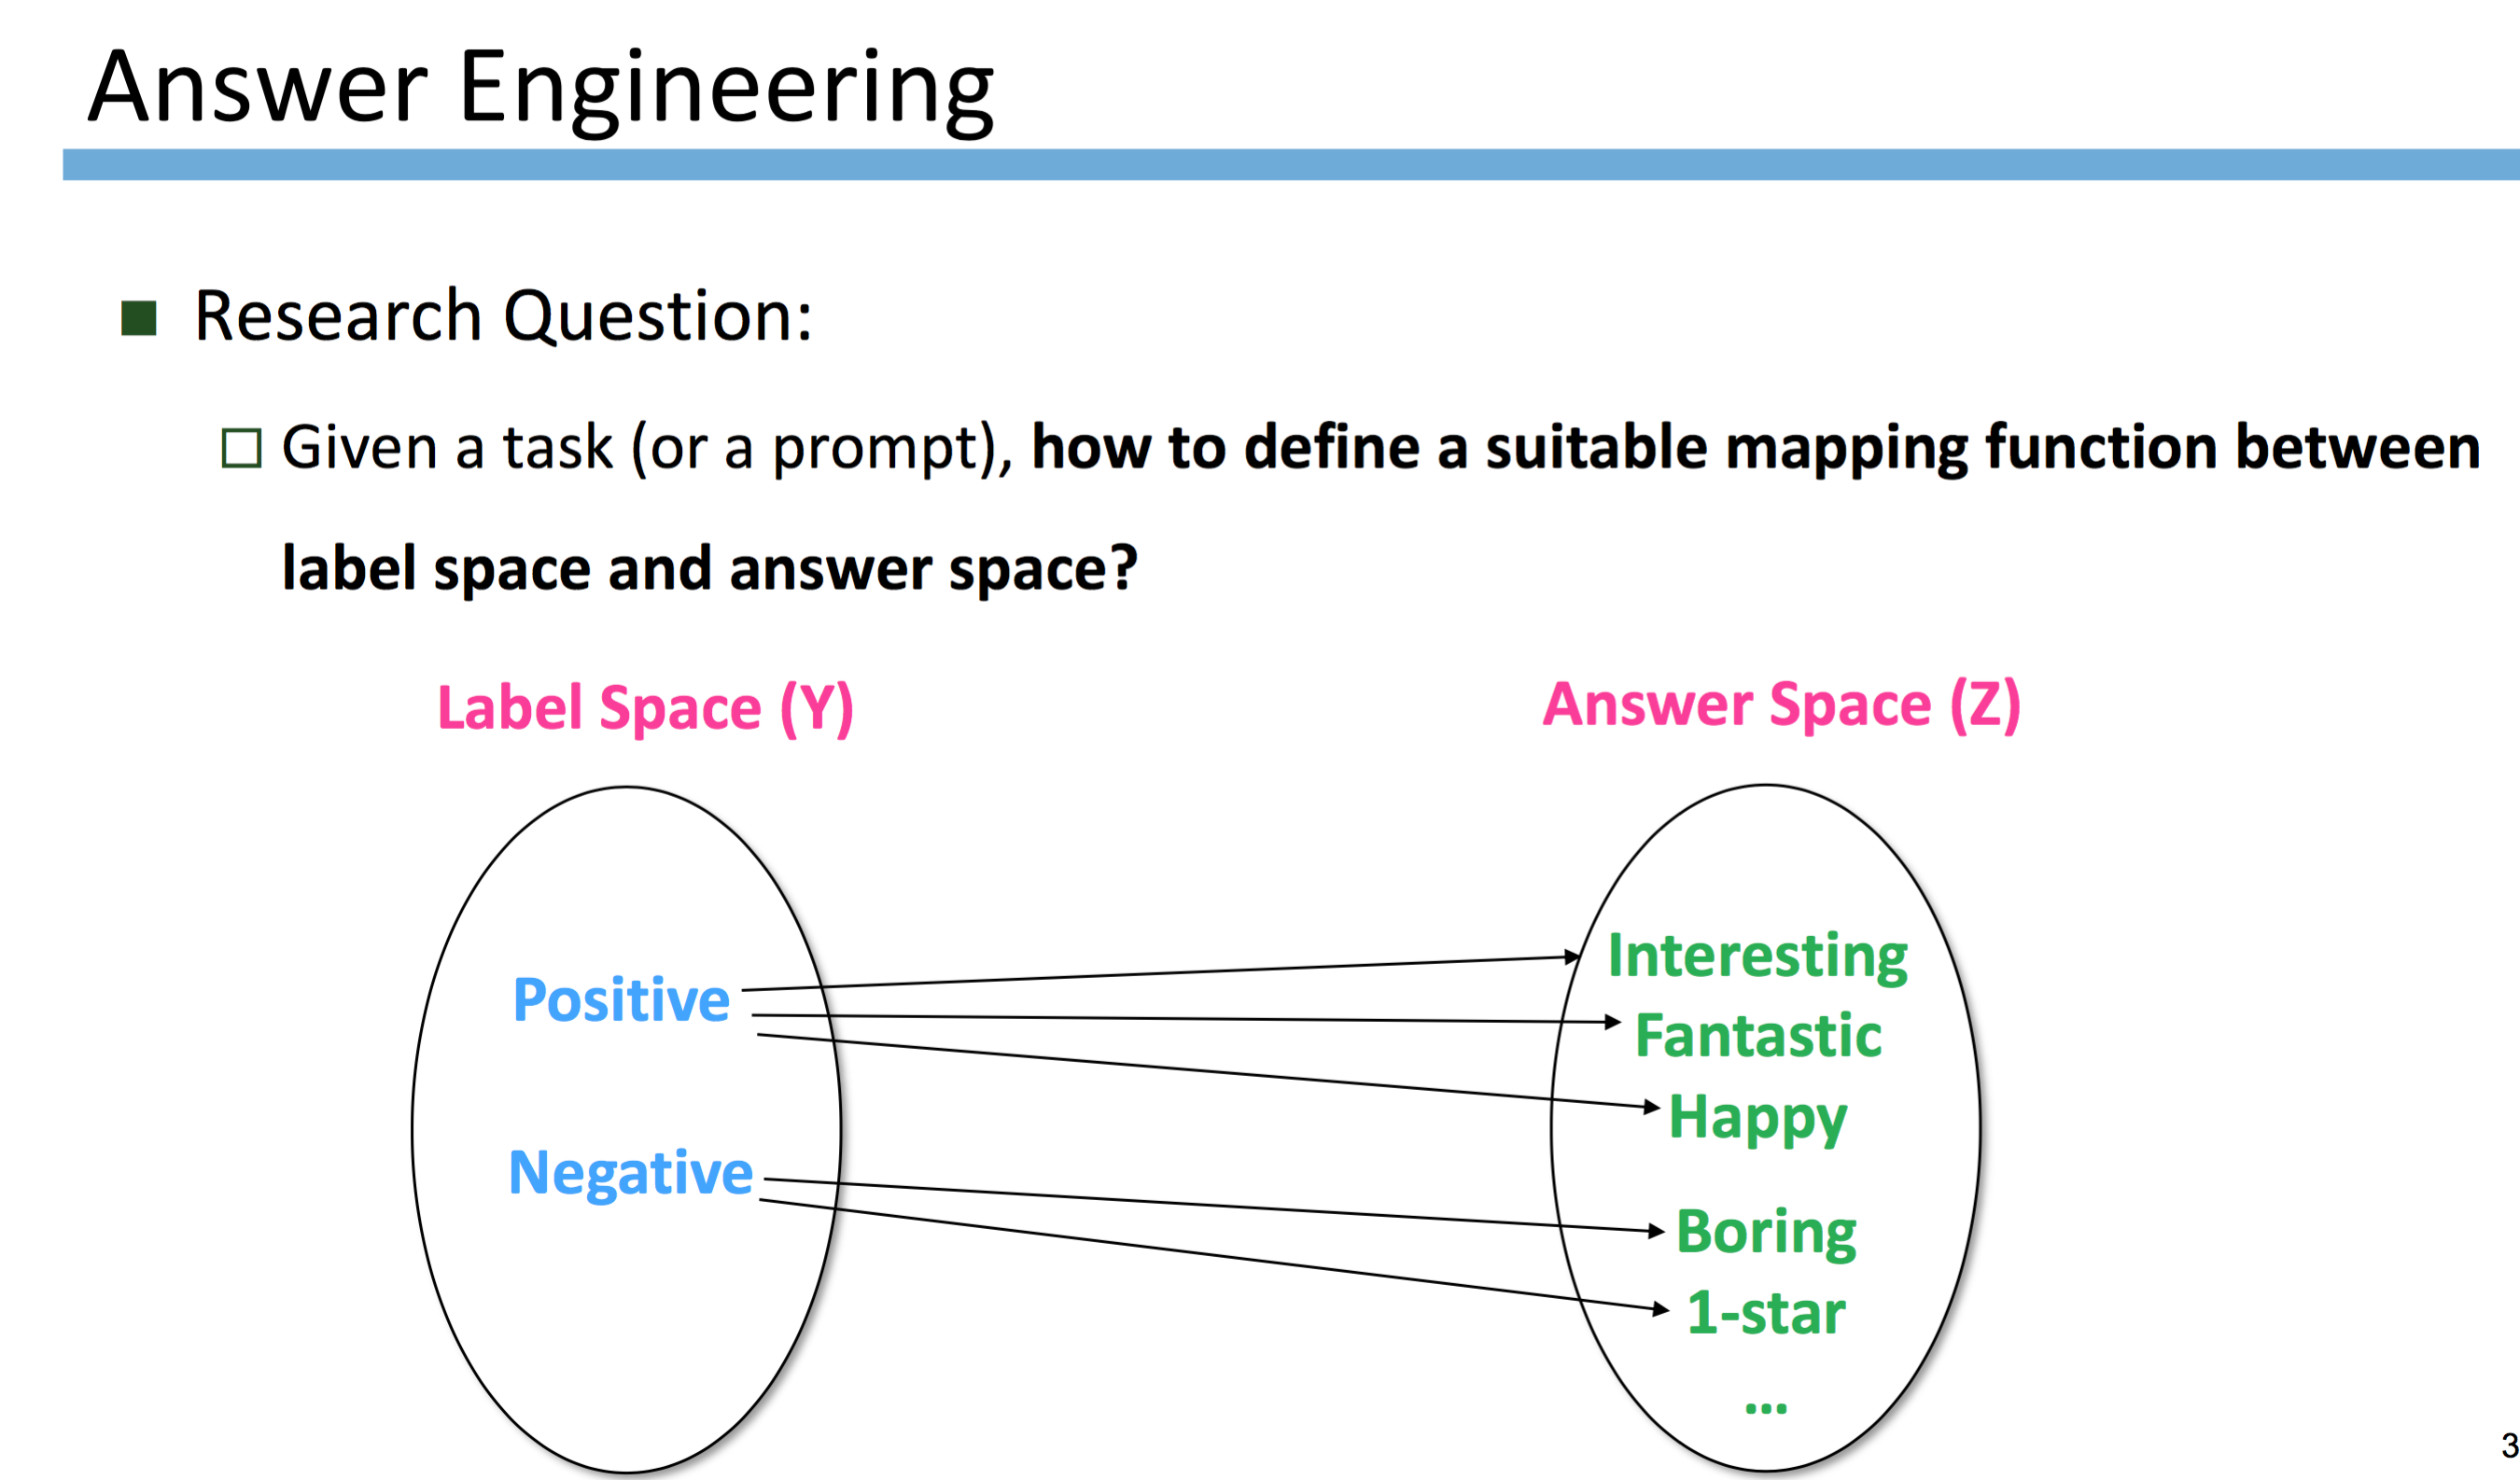 Answer Engineering
Research Question:
Given a task (or a prompt), how to define a suitable mapping function between
label space and answer space?
Label Space (Y)
Answer Space (Z)
Positive
Negative
Interesting
Fantastic
Happy
Boring
1-star
...
3